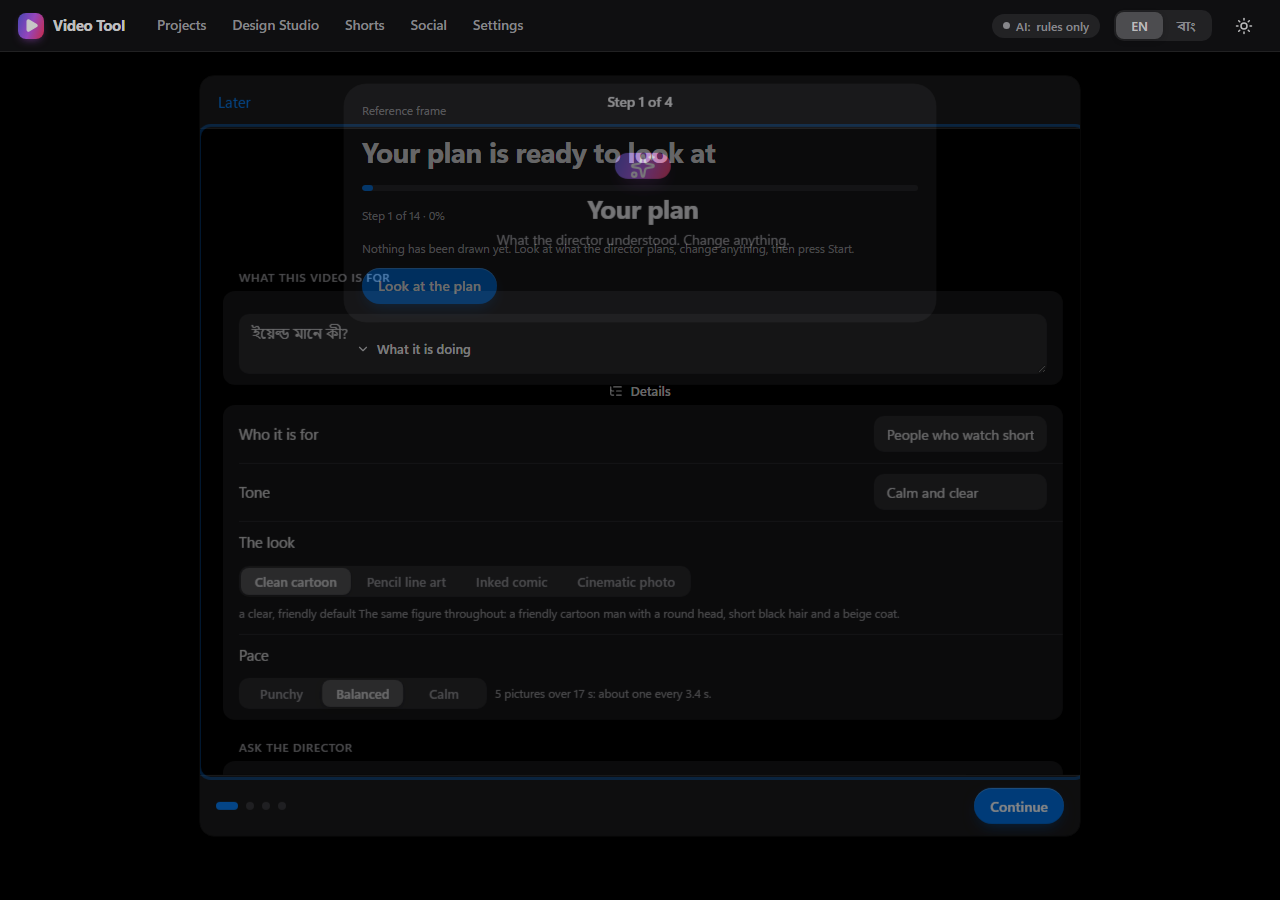 Video Tool Projects Design Studio Shorts Social Settings AI: rules only EN বাং
Later
Step 1 of 4
Reference frame
Your plan is ready to look at
Your plan
Step 1 of 14 · 0%
What the director understood. Change anything.
Nothing has been drawn yet. Look at what the director plans, change anything, then press Start.
WHAT THIS VIDEO IS FOR
Look at the plan
ইয়েল্ড মানে কী?
What it is doing
Details
Who it is for People who watch short
Tone Calm and clear
The look
Clean cartoon Pencil line art Inked comic Cinematic photo
a clear, friendly default The same figure throughout: a friendly cartoon man with a round head, short black hair and a beige coat.
Pace
Punchy Balanced Calm 5 pictures over 17 s: about one every 3.4 s.
ASK THE DIRECTOR
Continue